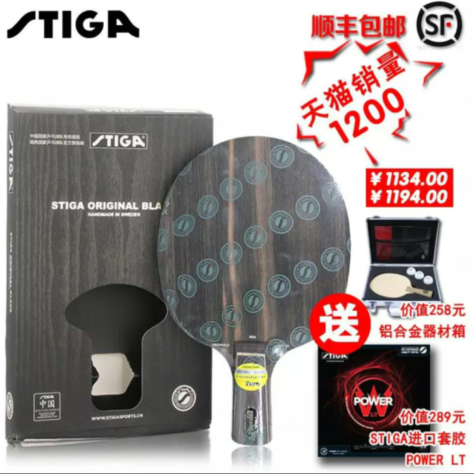 STIGA
顺丰包邮
SF
天猫销量
1200
¥1134.00
¥1194.00
STIGA
STIGA ORIGINAL BLA
HANDMADE IN SWEDEN
STIGA
中国
WWW.STIGASPORTS.CN
送
价值258元
铝合金器材箱
STIGA
POWER
LT
价值289元
STIGA进口套胶
POWER LT